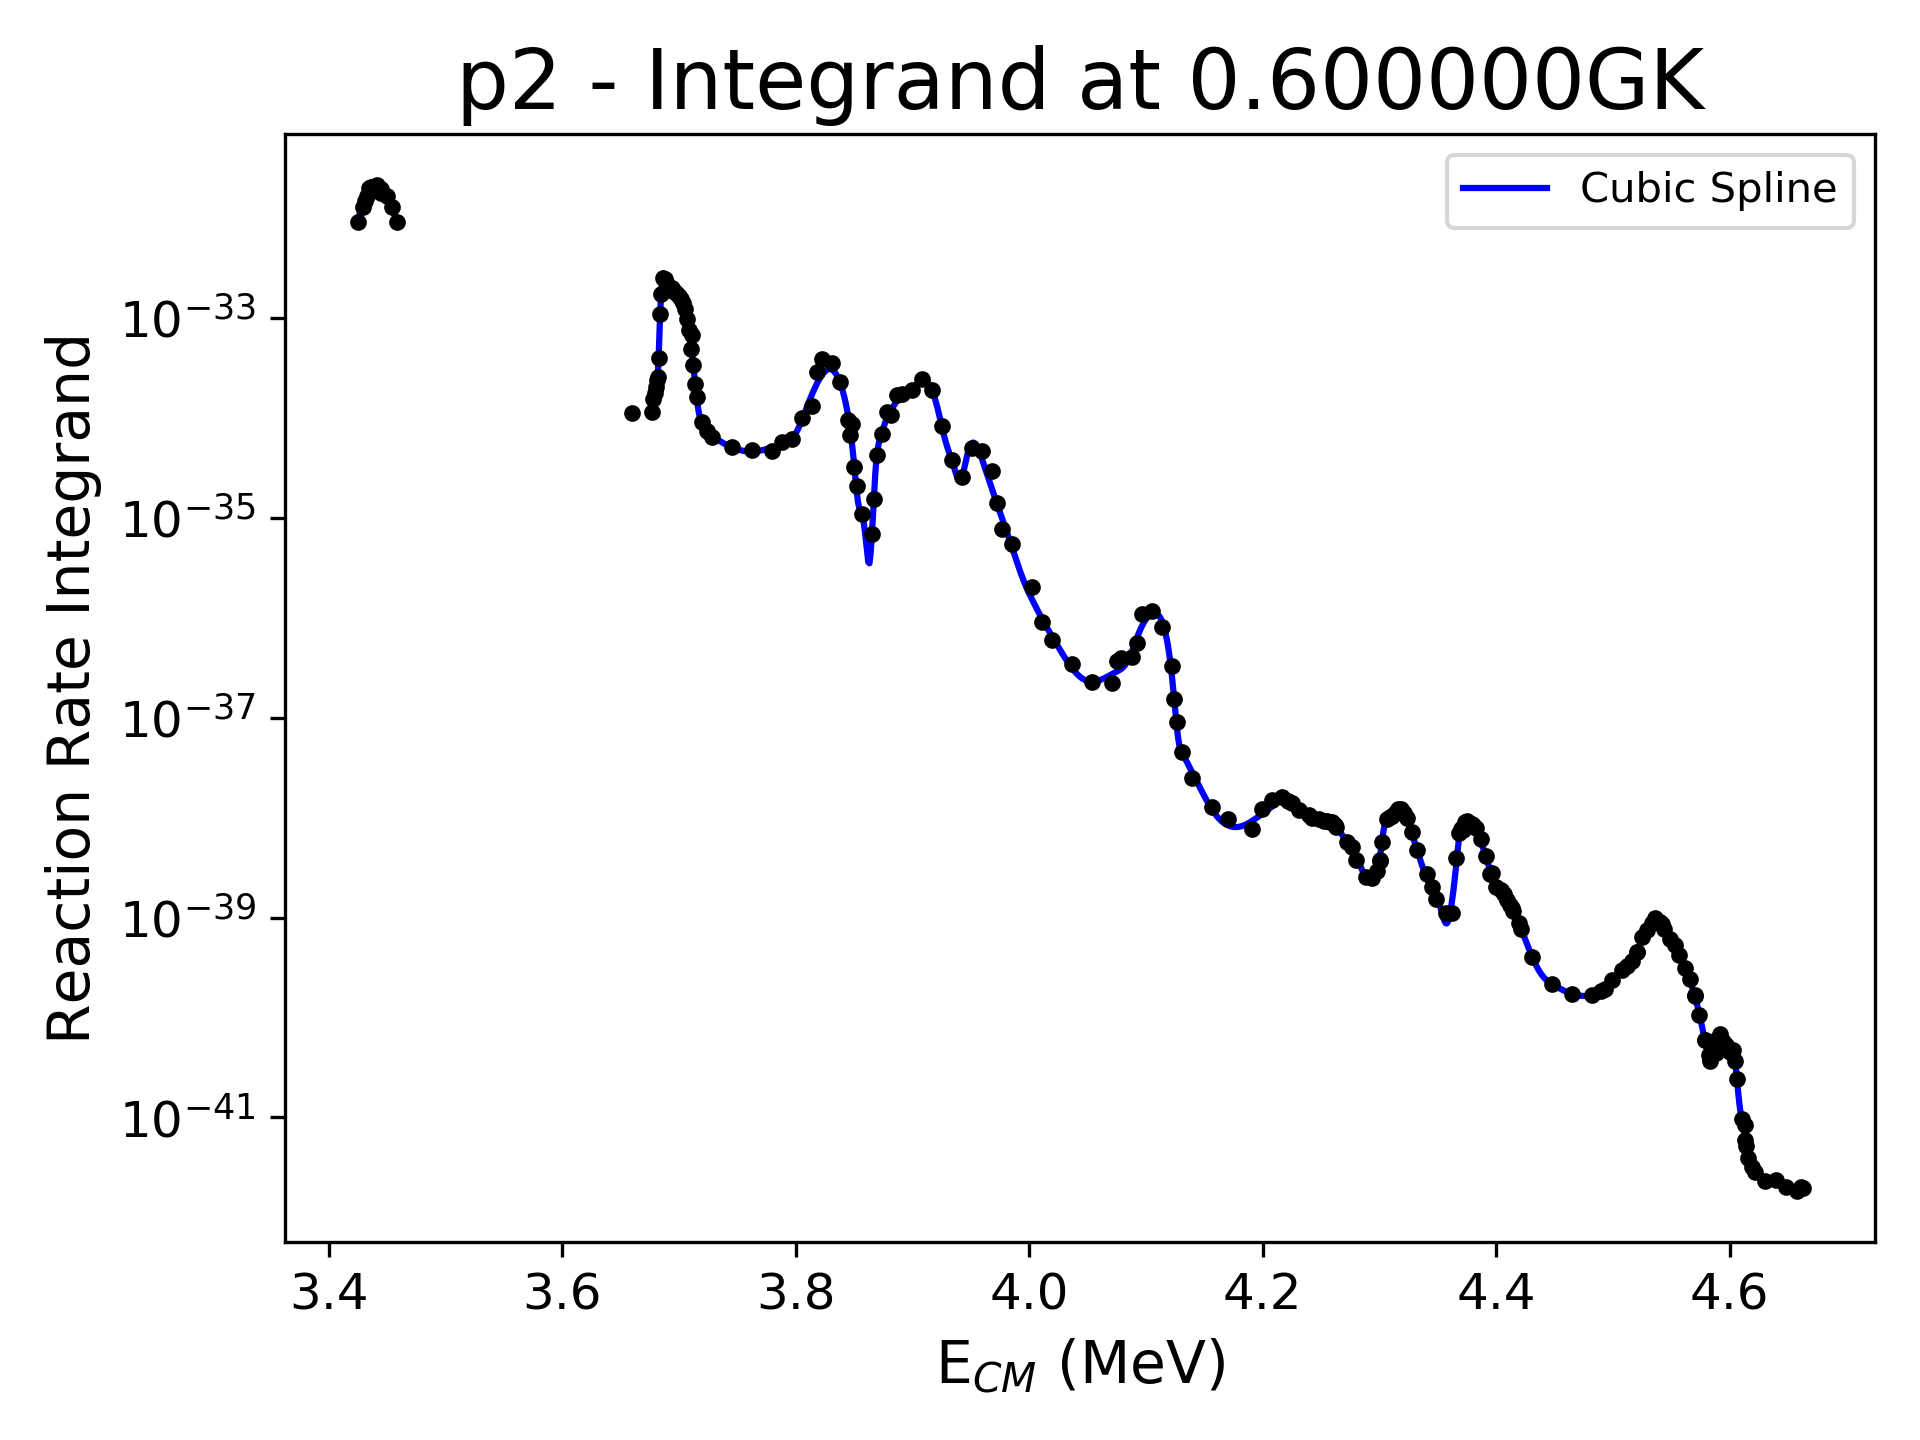 p2 - Integrand at 0.600000GK
Cubic Spline
Reaction Rate Integrand
10⁻³³
10⁻³⁵
10⁻³⁷
10⁻³⁹
10⁻⁴¹
3.4 3.6 3.8 4.0 4.2 4.4 4.6
E_CM (MeV)